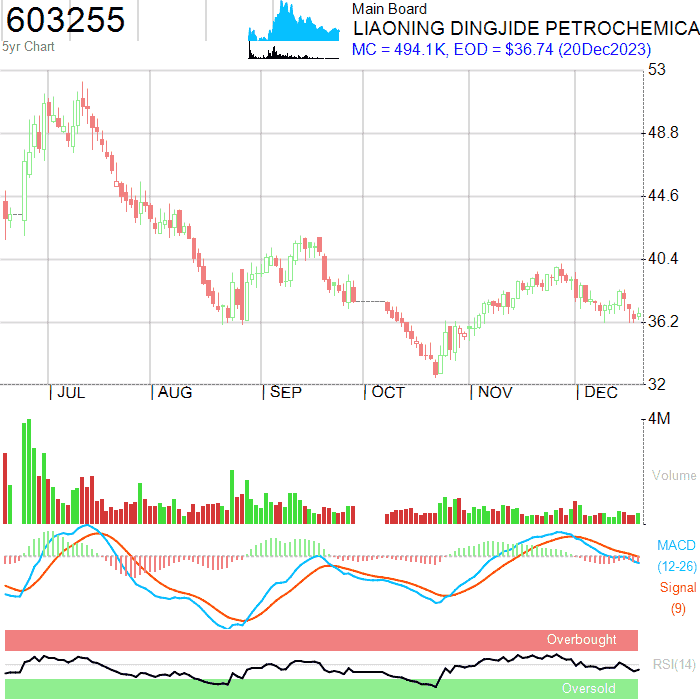 603255
5yr Chart
Main Board
LIAONING DINGJIDE PETROCHEMICA
MC = 494.1K, EOD = $36.74 (20Dec2023)
53
48.8
44.6
40.4
36.2
32
JUL AUG SEP OCT NOV DEC
4M
Volume
MACD
(12-26)
Signal
(9)
Overbought
RSI(14)
Oversold